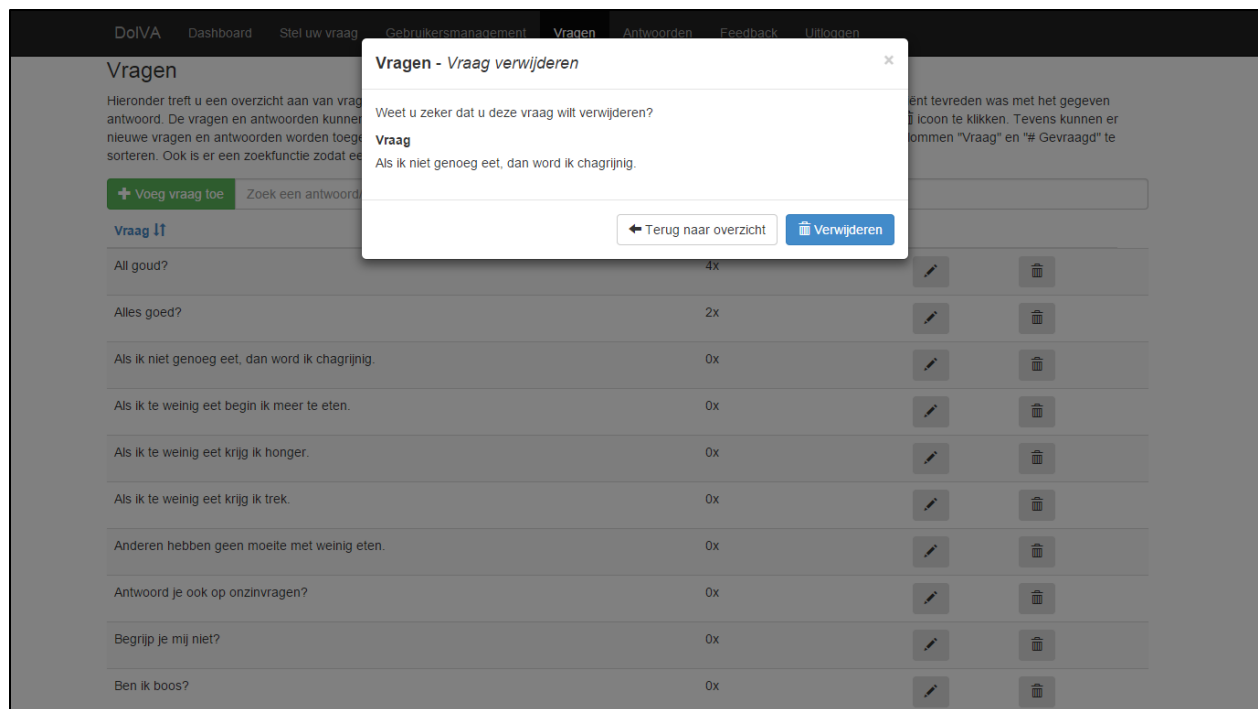 DoIVA Dashboard Stel uw vraag Gebruikersmanagement Vragen Antwoorden Feedback Uitloggen
Vragen
Hieronder treft u een overzicht aan van vrag
ënt tevreden was met het gegeven
antwoord. De vragen en antwoorden kunner
icoon te klikken. Tevens kunnen er
nieuwe vragen en antwoorden worden toege
lommen "Vraag" en "# Gevraagd" te
sorteren. Ook is er een zoekfunctie zodat ee
Vragen - Vraag verwijderen ×
Weet u zeker dat u deze vraag wilt verwijderen?
Vraag
Als ik niet genoeg eet, dan word ik chagrijnig.
Terug naar overzicht Verwijderen
Voeg vraag toe Zoek een antwoord/
Vraag
All goud? 4x
Alles goed? 2x
Als ik niet genoeg eet, dan word ik chagrijnig. 0x
Als ik te weinig eet begin ik meer te eten. 0x
Als ik te weinig eet krijg ik honger. 0x
Als ik te weinig eet krijg ik trek. 0x
Anderen hebben geen moeite met weinig eten. 0x
Antwoord je ook op onzinvragen? 0x
Begrijp je mij niet? 0x
Ben ik boos? 0x